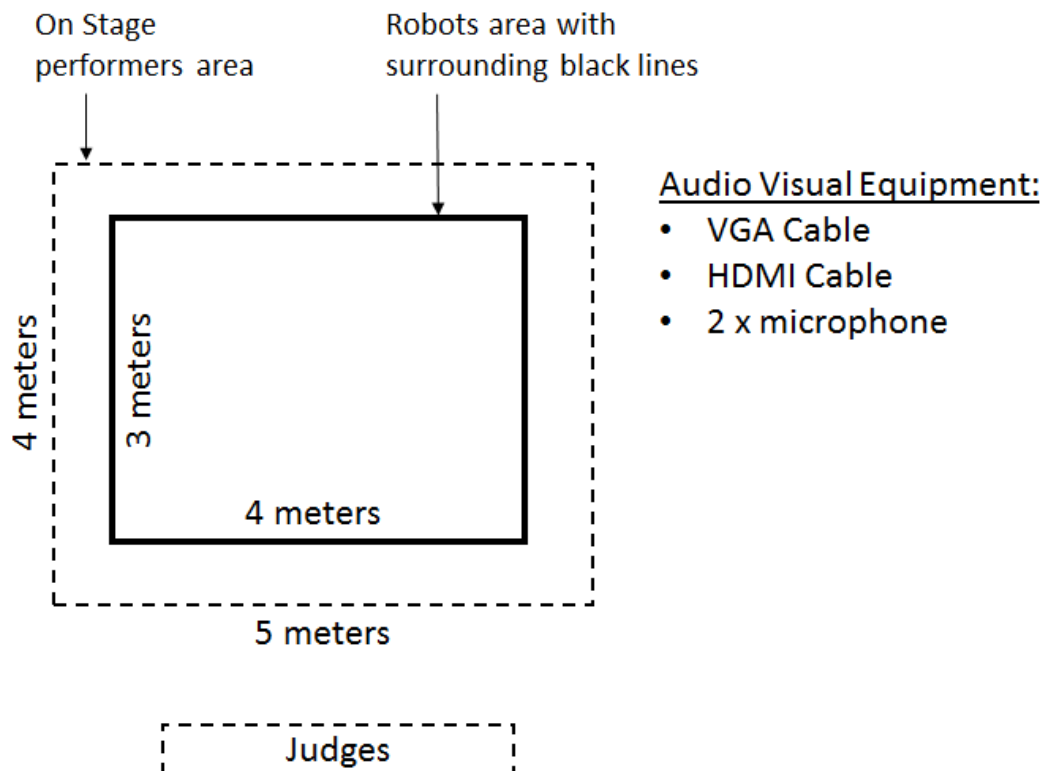 On Stage
performers area
Robots area with
surrounding black lines
Audio Visual Equipment:
• VGA Cable
• HDMI Cable
• 2 x microphone
4 meters
3 meters
4 meters
5 meters
Judges